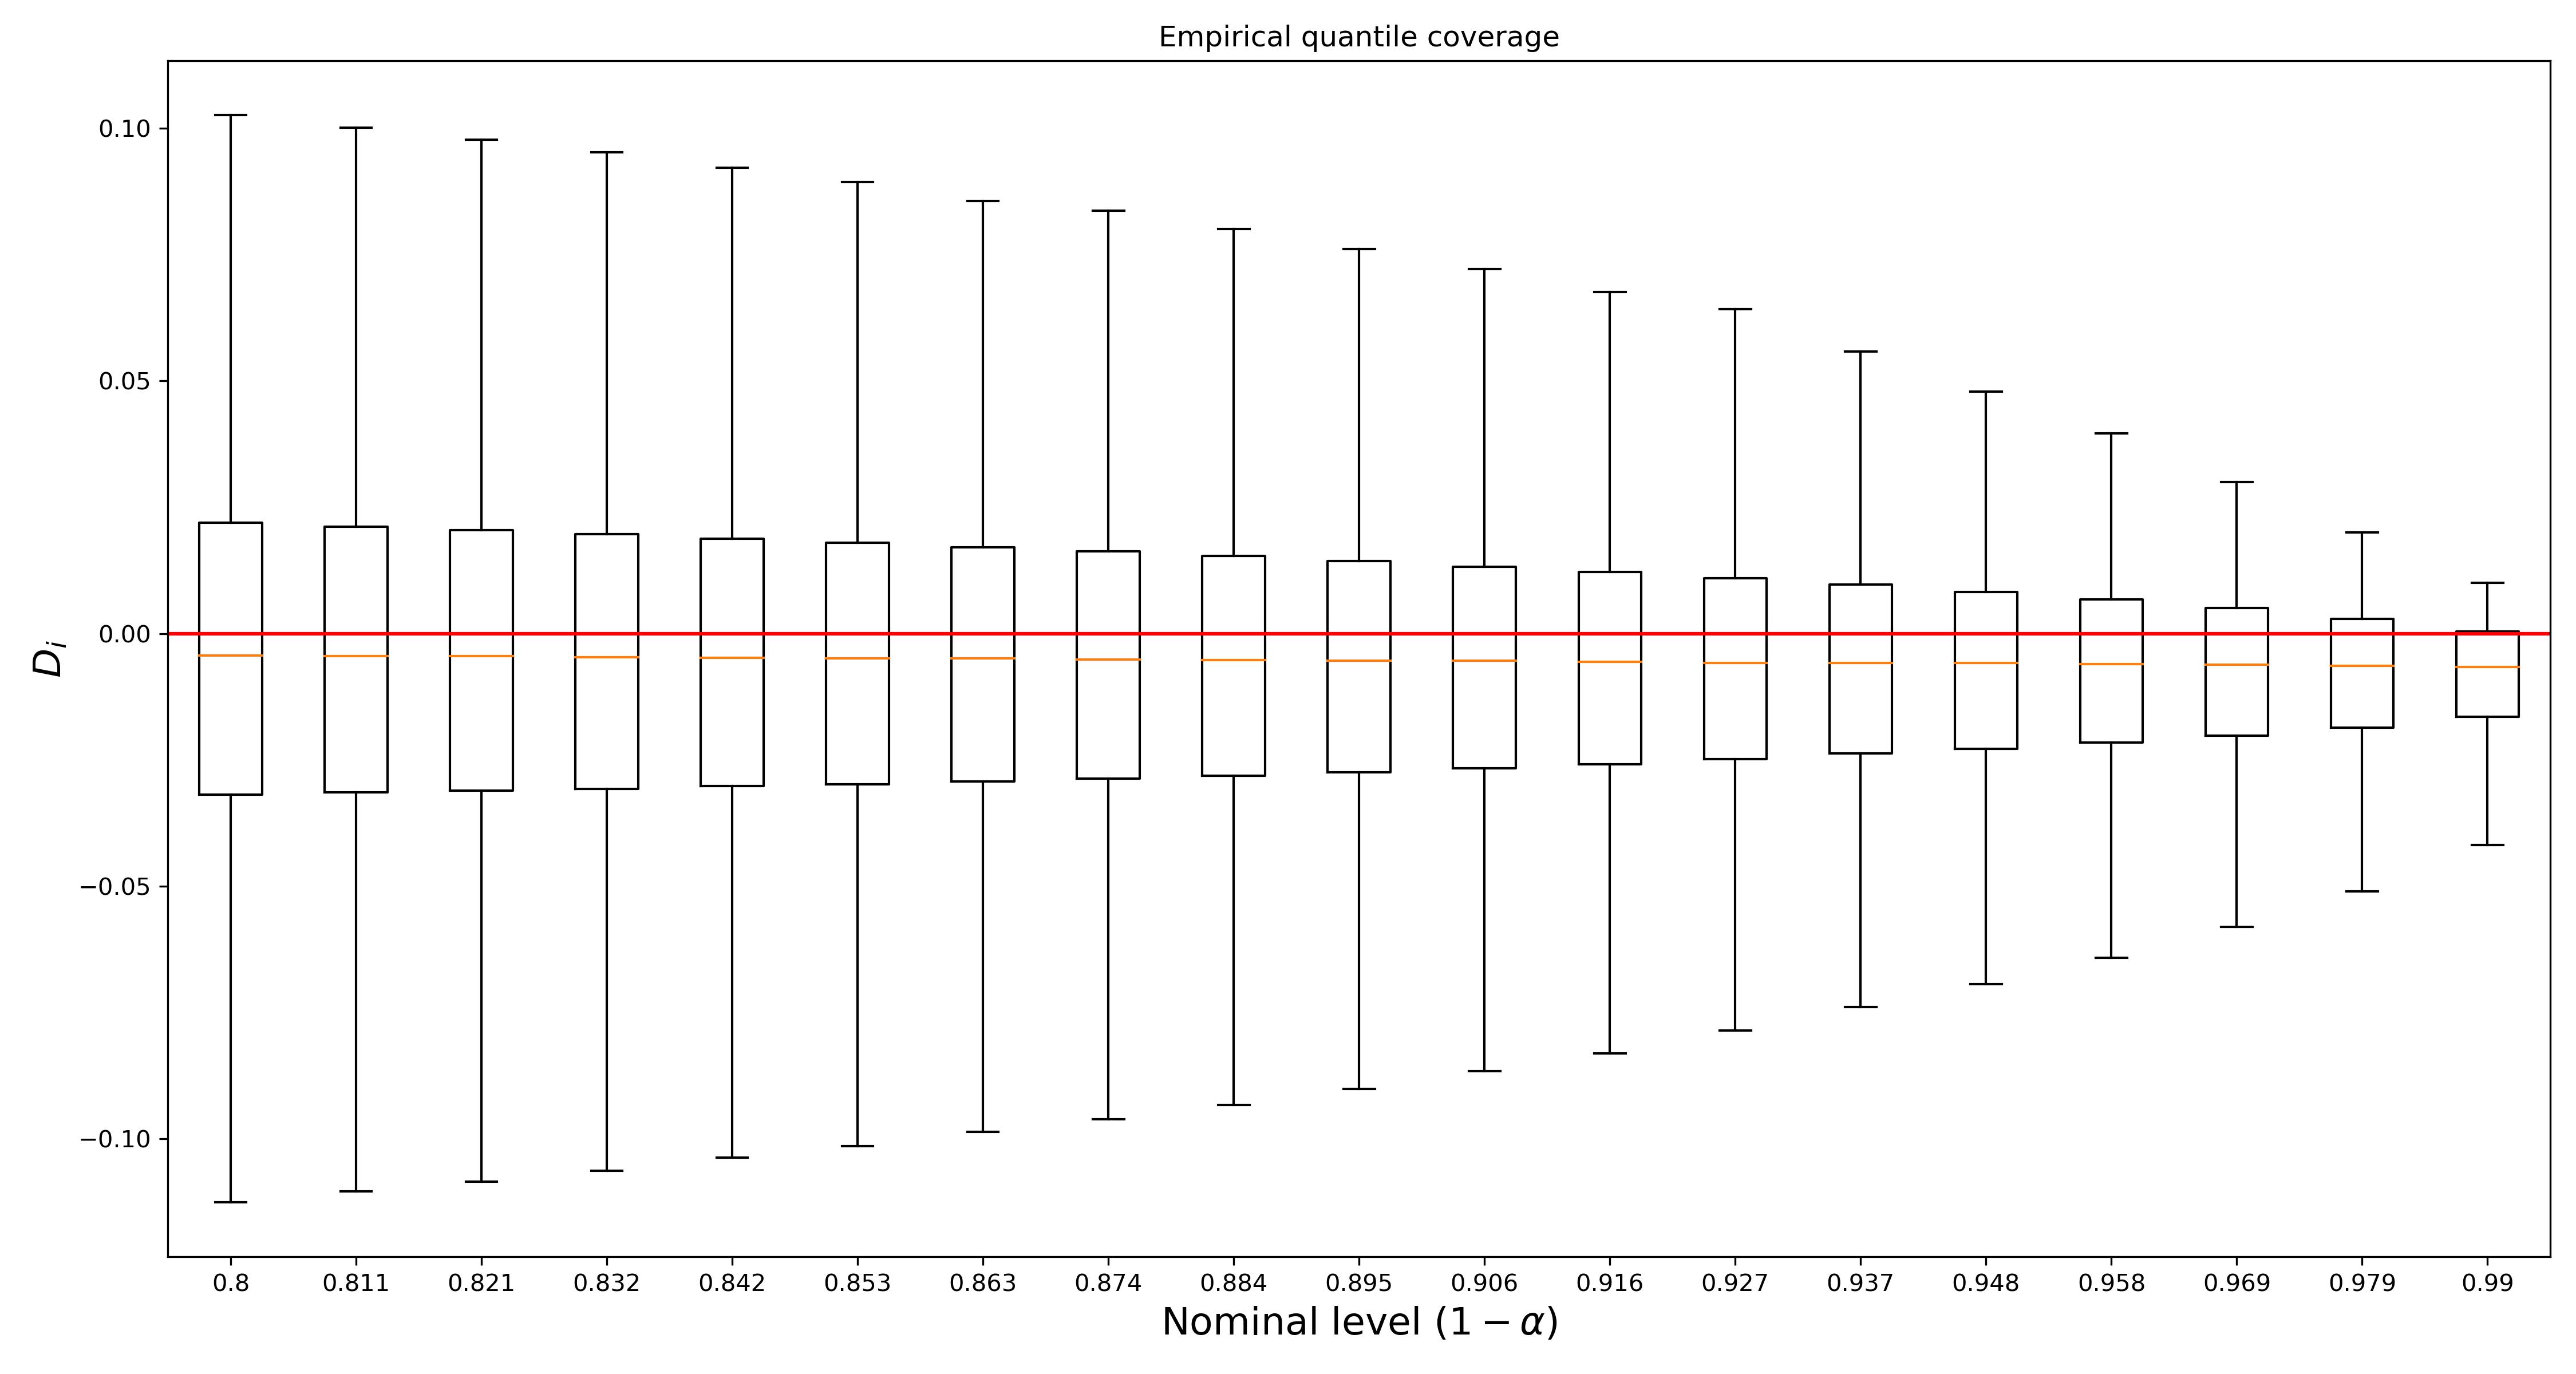 Empirical quantile coverage
0.10
0.05
0.00
−0.05
−0.10
D_i
0.8 0.811 0.821 0.832 0.842 0.853 0.863 0.874 0.884 0.895 0.906 0.916 0.927 0.937 0.948 0.958 0.969 0.979 0.99
Nominal level (1 − α)